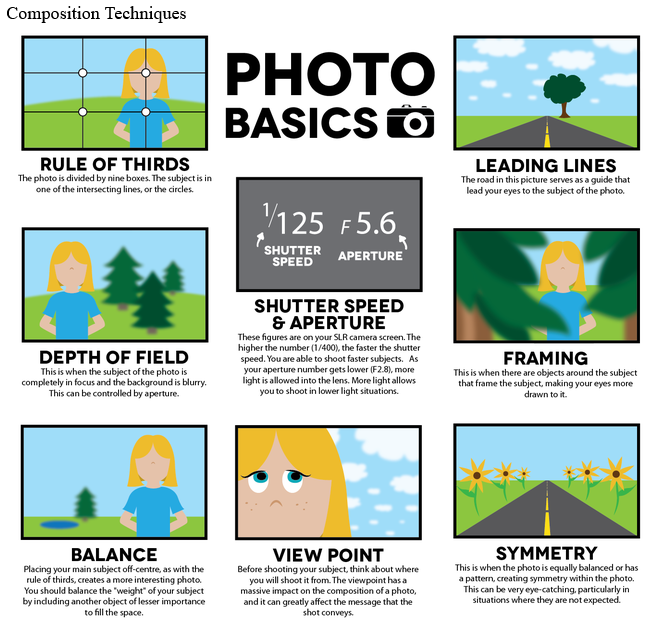 Composition Techniques
PHOTO
BASICS
RULE OF THIRDS
The photo is divided by nine boxes. The subject is in
one of the intersecting lines, or the circles.
LEADING LINES
The road in this picture serves as a guide that
lead your eyes to the subject of the photo.
1/125 F 5.6
SHUTTER
SPEED
APERTURE
SHUTTER SPEED
& APERTURE
These figures are on your SLR camera screen. The
higher the number (1/400), the faster the shutter
speed. You are able to shoot faster subjects. As
your aperture number gets lower (F2.8), more
light is allowed into the lens. More light allows
you to shoot in lower light situations.
DEPTH OF FIELD
This is when the subject of the photo is
completely in focus and the background is blurry.
This can be controlled by aperture.
FRAMING
This is when there are objects around the subject
that frame the subject, making your eyes more
drawn to it.
BALANCE
Placing your main subject off-centre, as with the
rule of thirds, creates a more interesting photo.
You should balance the "weight" of your subject
by including another object of lesser importance
to fill the space.
VIEW POINT
Before shooting your subject, think about where
you will shoot it from. The viewpoint has a
massive impact on the composition of a photo,
and it can greatly affect the message that the
shot conveys.
SYMMETRY
This is when the photo is equally balanced or has
a pattern, creating symmetry within the photo.
This can be very eye-catching, particularly in
situations where they are not expected.